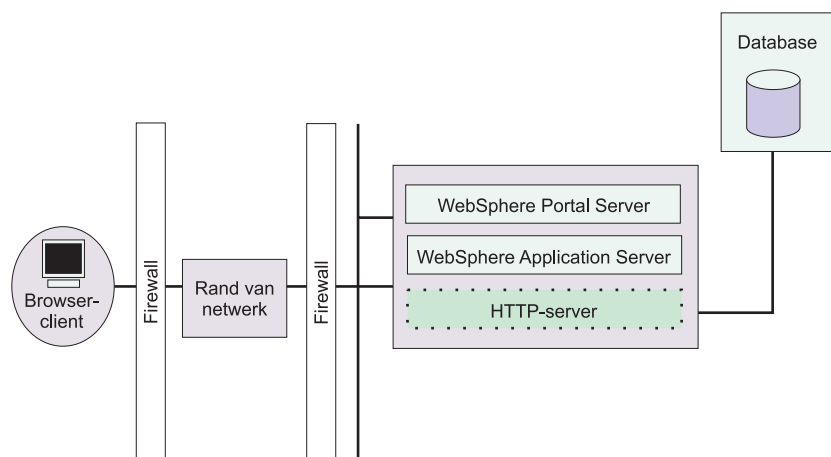 Database
WebSphere Portal Server
WebSphere Application Server
HTTP-server
Browser-
client
Firewall
Rand van
netwerk
Firewall